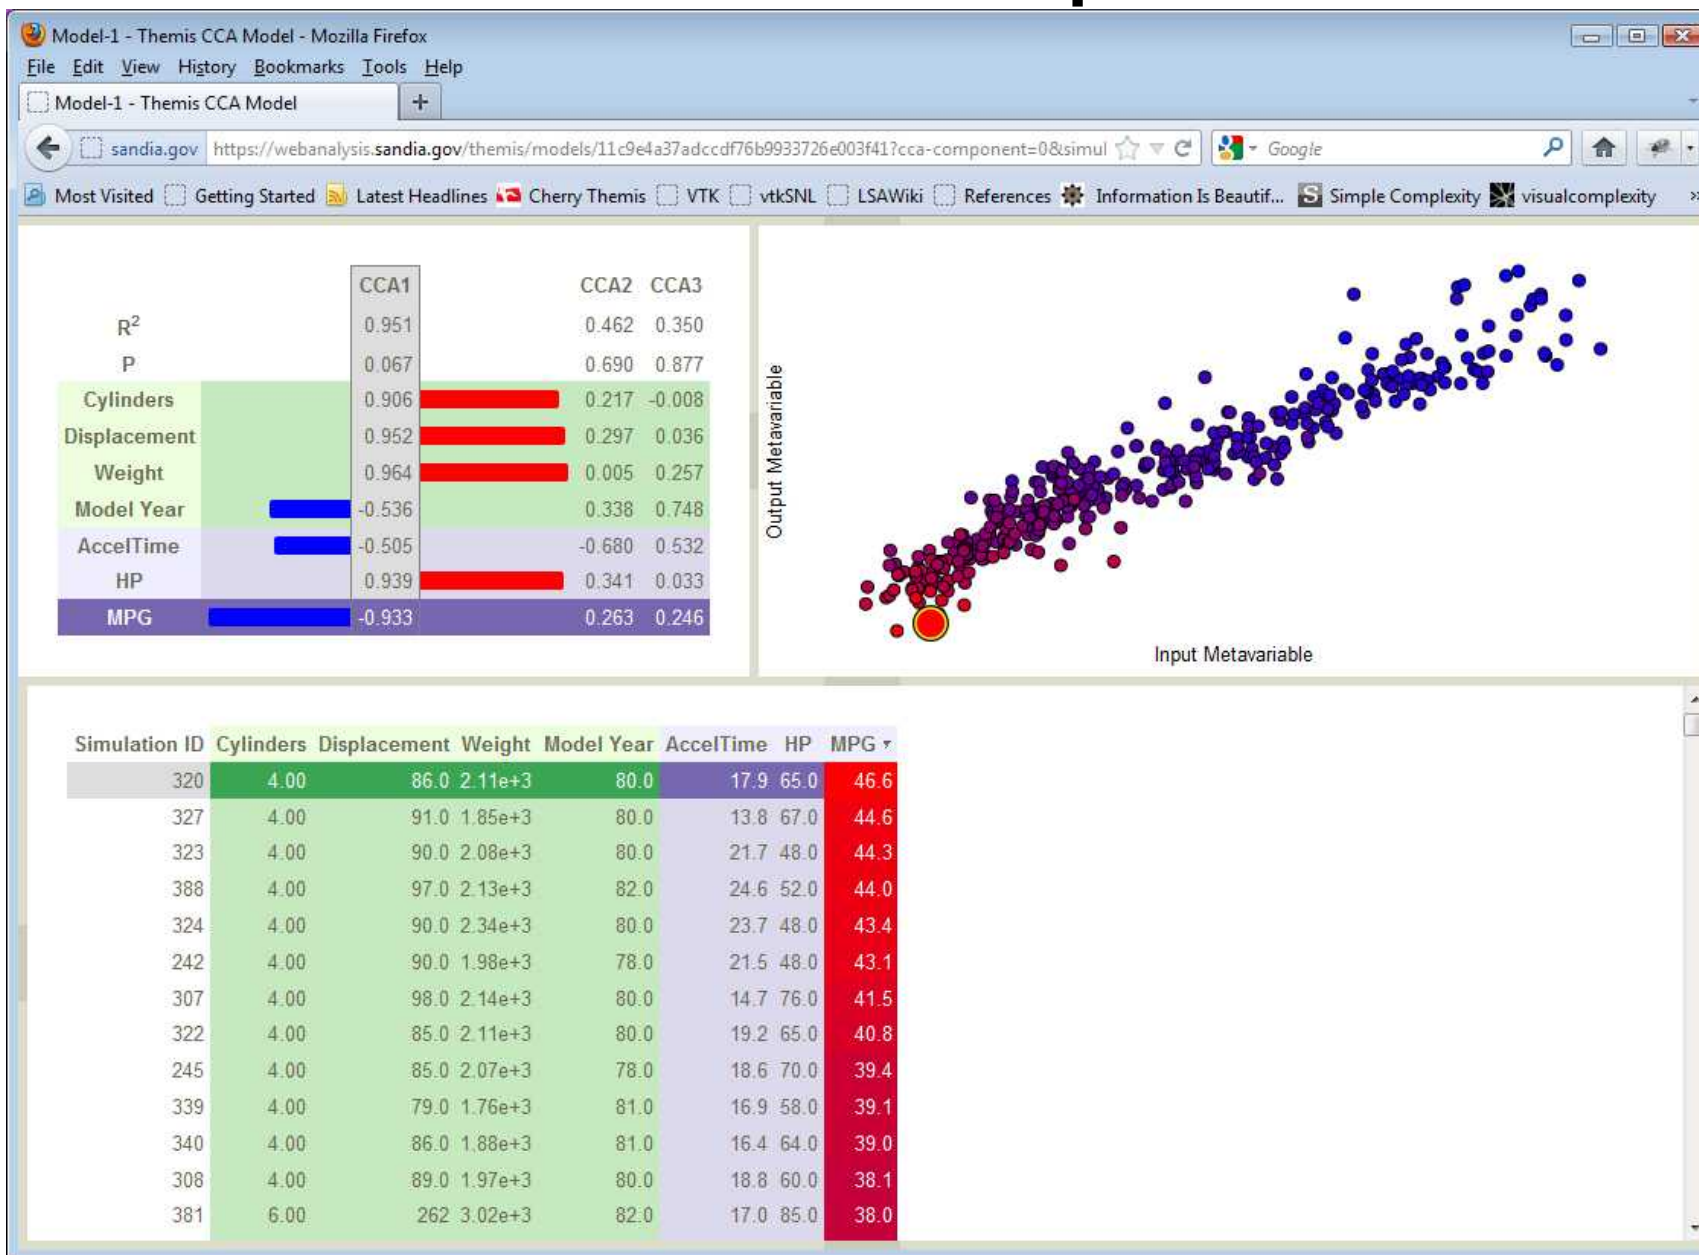 Model-1 - Themis CCA Model - Mozilla Firefox
File Edit View History Bookmarks Tools Help
Model-1 - Themis CCA Model
sandia.gov https://webanalysis.sandia.gov/themis/models/11c9e4a37adccdf76b9933726e003f41?cca-component=0&simul Google
Most Visited Getting Started Latest Headlines Cherry Themis VTK vtkSNL LSAWiki References Information Is Beautif... Simple Complexity visualcomplexity
CCA1 CCA2 CCA3
R² 0.951 0.462 0.350
P 0.067 0.690 0.877
Cylinders 0.906 0.217 -0.008
Displacement 0.952 0.297 0.036
Weight 0.964 0.005 0.257
Model Year -0.536 0.338 0.748
AccelTime -0.505 -0.680 0.532
HP 0.939 0.341 0.033
MPG -0.933 0.263 0.246
Output Metavariable
Input Metavariable
Simulation ID Cylinders Displacement Weight Model Year AccelTime HP MPG
320 4.00 86.0 2.11e+3 80.0 17.9 65.0 46.6
327 4.00 91.0 1.85e+3 80.0 13.8 67.0 44.6
323 4.00 90.0 2.08e+3 80.0 21.7 48.0 44.3
388 4.00 97.0 2.13e+3 82.0 24.6 52.0 44.0
324 4.00 90.0 2.34e+3 80.0 23.7 48.0 43.4
242 4.00 90.0 1.98e+3 78.0 21.5 48.0 43.1
307 4.00 98.0 2.14e+3 80.0 14.7 76.0 41.5
322 4.00 85.0 2.11e+3 80.0 19.2 65.0 40.8
245 4.00 85.0 2.07e+3 78.0 18.6 70.0 39.4
339 4.00 79.0 1.76e+3 81.0 16.9 58.0 39.1
340 4.00 86.0 1.88e+3 81.0 16.4 64.0 39.0
308 4.00 89.0 1.97e+3 80.0 18.8 60.0 38.1
381 6.00 262 3.02e+3 82.0 17.0 85.0 38.0